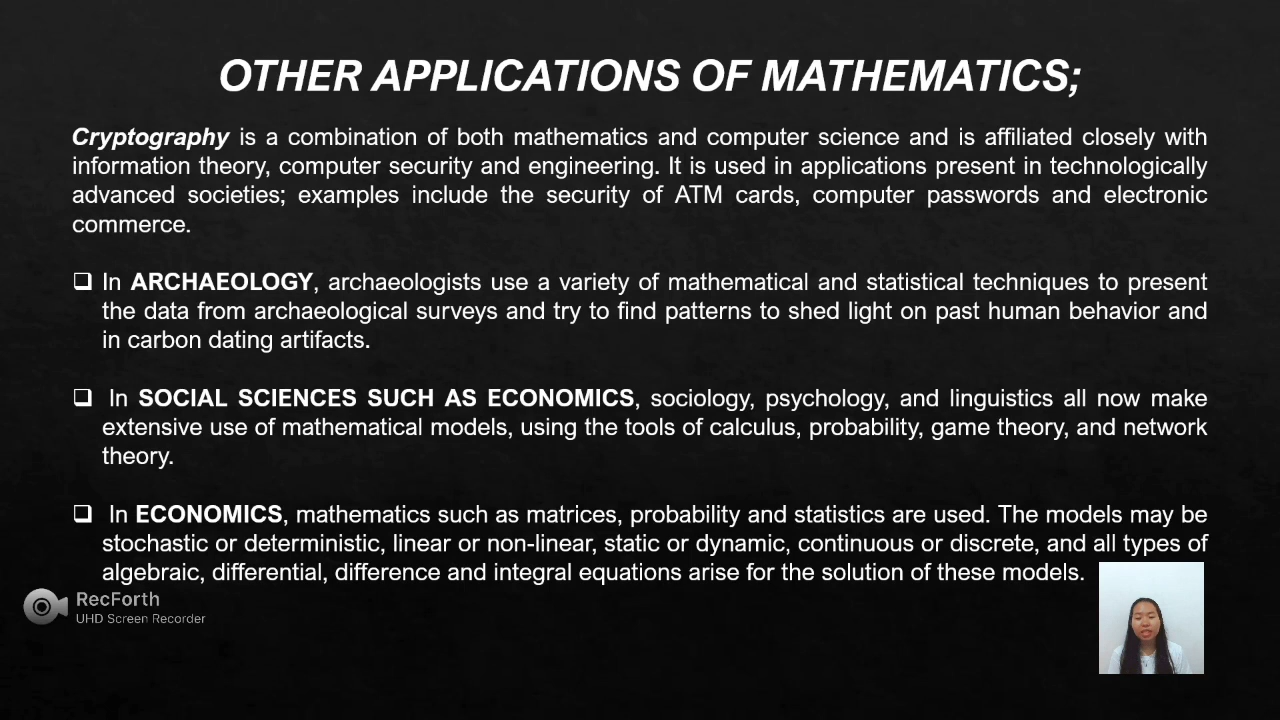 OTHER APPLICATIONS OF MATHEMATICS;
Cryptography is a combination of both mathematics and computer science and is affiliated closely with
information theory, computer security and engineering. It is used in applications present in technologically
advanced societies; examples include the security of ATM cards, computer passwords and electronic
commerce.
In ARCHAEOLOGY, archaeologists use a variety of mathematical and statistical techniques to present
the data from archaeological surveys and try to find patterns to shed light on past human behavior and
in carbon dating artifacts.
In SOCIAL SCIENCES SUCH AS ECONOMICS, sociology, psychology, and linguistics all now make
extensive use of mathematical models, using the tools of calculus, probability, game theory, and network
theory.
In ECONOMICS, mathematics such as matrices, probability and statistics are used. The models may be
stochastic or deterministic, linear or non-linear, static or dynamic, continuous or discrete, and all types of
algebraic, differential, difference and integral equations arise for the solution of these models.
RecForth
UHD Screen Recorder